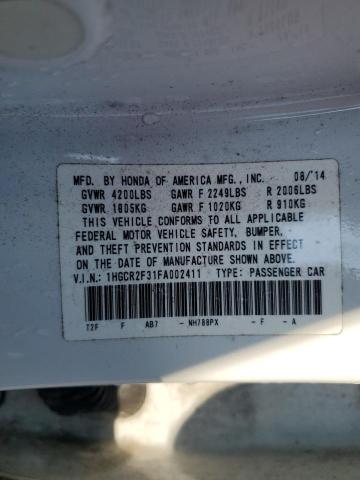 MFD. BY HONDA OF AMERICA MFG., INC. 08/'14
GVWR 4200LBS GAWR F 2249LBS R 2006LBS
GVWR 1905KG GAWR F 1020KG R 910KG
THIS VEHICLE CONFORMS TO ALL APPLICABLE
FEDERAL MOTOR VEHICLE SAFETY, BUMPER,
AND THEFT PREVENTION STANDARDS IN EFFECT
ON THE DATE OF MANUFACTURE SHOWN ABOVE.
V.I.N.: 1HGCR2F31FA002411 TYPE: PASSENGER CAR
T2F F AB7 -NH788PX -F -A